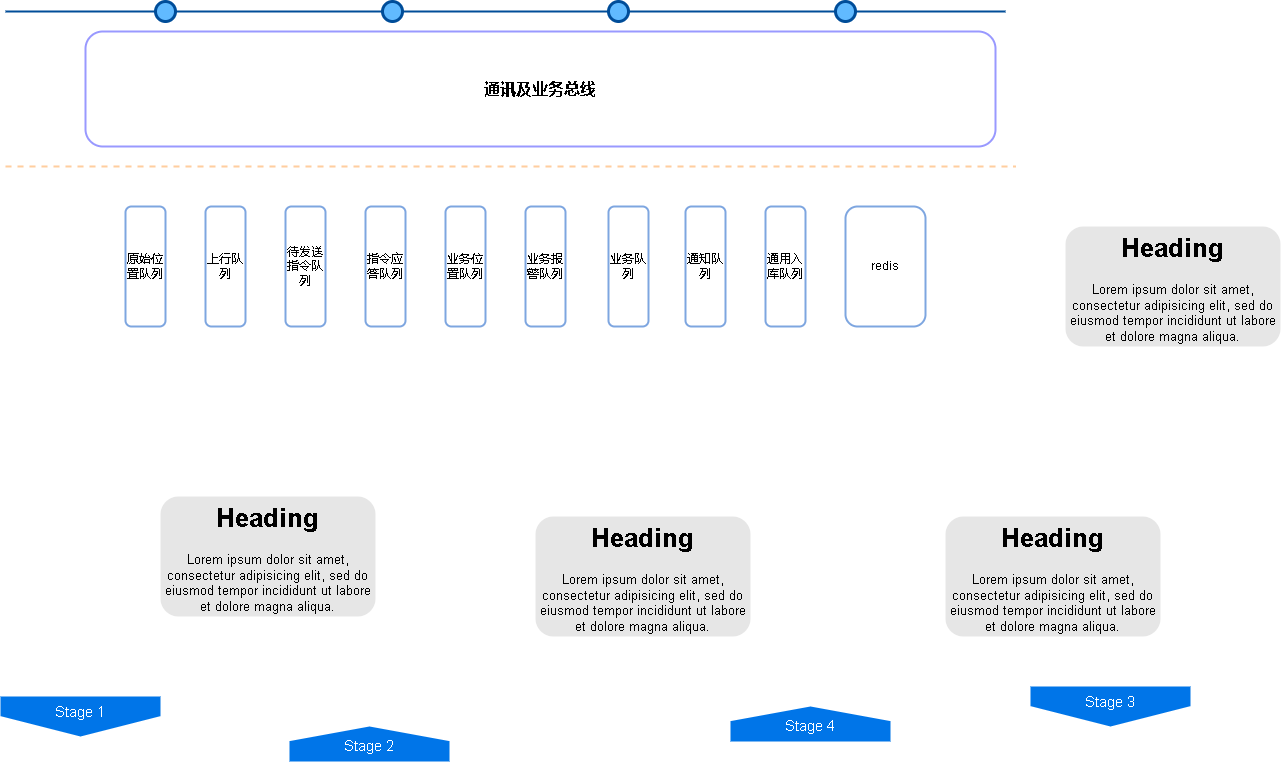 通讯及业务总线
原始位
置队列
上行队
列
待发送
指令队
列
指令应
答队列
业务位
置队列
业务报
警队列
业务队
列
通知队
列
通用入
库队列
redis
Heading
Lorem ipsum dolor sit amet,
consectetur adipisicing elit, sed do
eiusmod tempor incididunt ut labore
et dolore magna aliqua.
Heading
Lorem ipsum dolor sit amet,
consectetur adipisicing elit, sed do
eiusmod tempor incididunt ut labore
et dolore magna aliqua.
Heading
Lorem ipsum dolor sit amet,
consectetur adipisicing elit, sed do
eiusmod tempor incididunt ut labore
et dolore magna aliqua.
Heading
Lorem ipsum dolor sit amet,
consectetur adipisicing elit, sed do
eiusmod tempor incididunt ut labore
et dolore magna aliqua.
Stage 1
Stage 2
Stage 4
Stage 3